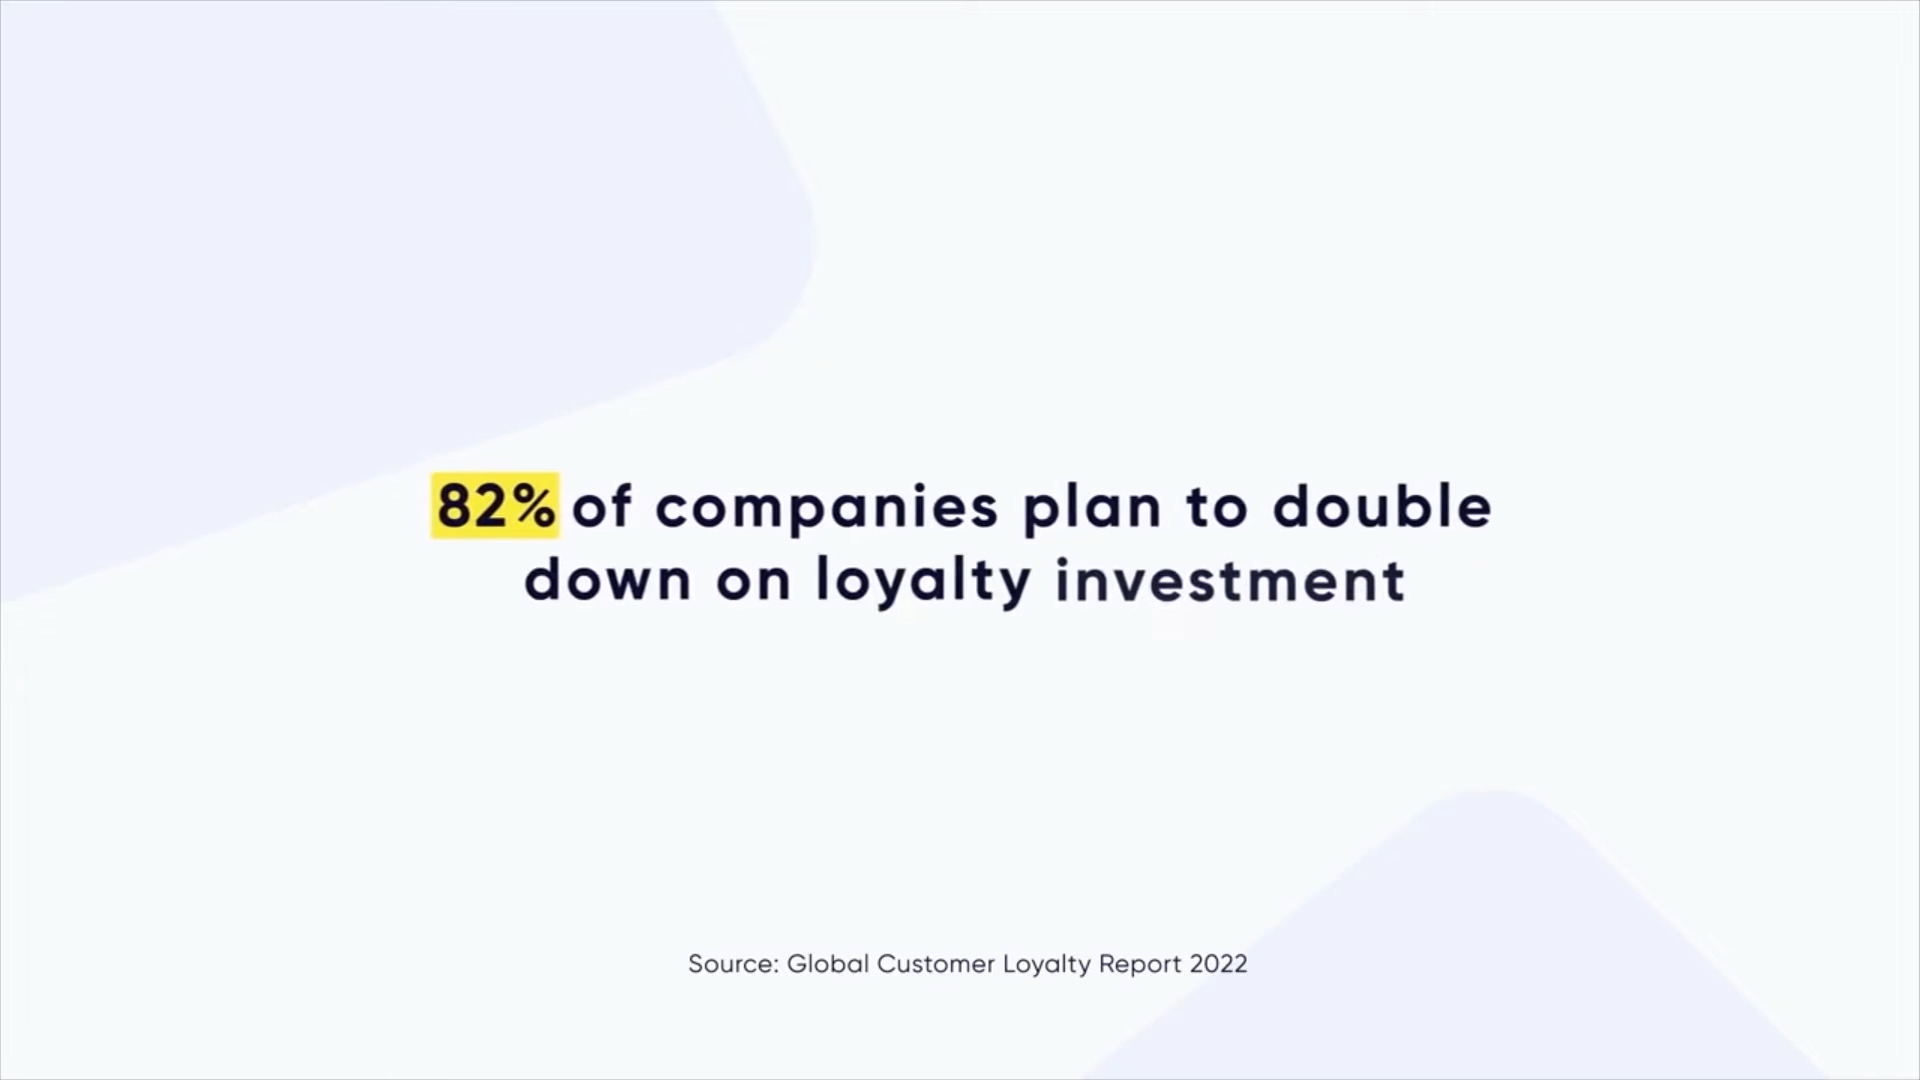 82% of companies plan to double
down on loyalty investment
Source: Global Customer Loyalty Report 2022